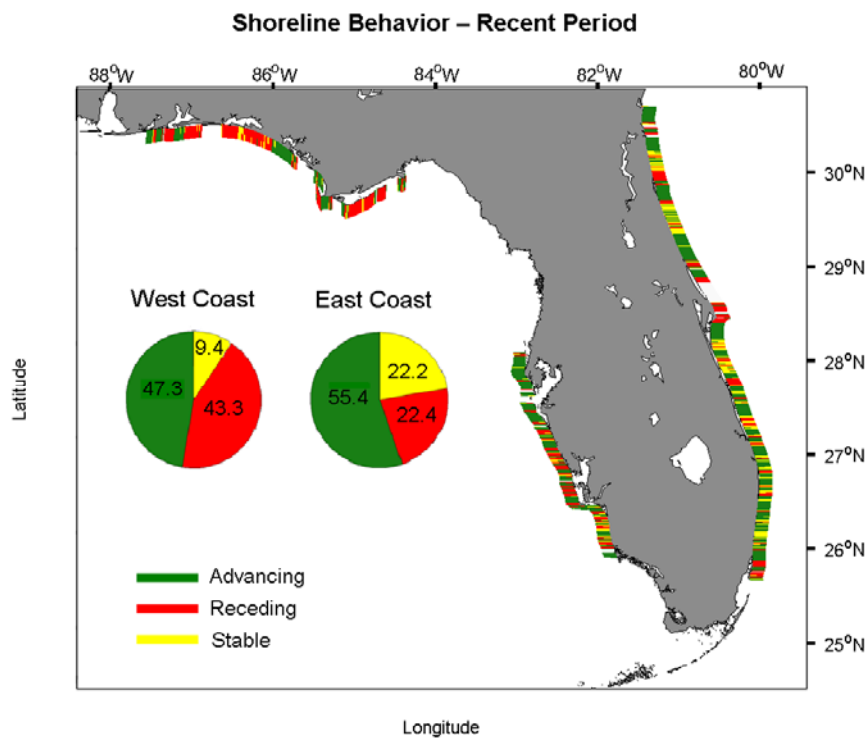 Shoreline Behavior – Recent Period
88°W 86°W 84°W 82°W 80°W
30°N
29°N
28°N
27°N
26°N
25°N
West Coast East Coast
9.4 47.3 43.3
22.2 55.4 22.4
Advancing
Receding
Stable
Latitude
Longitude